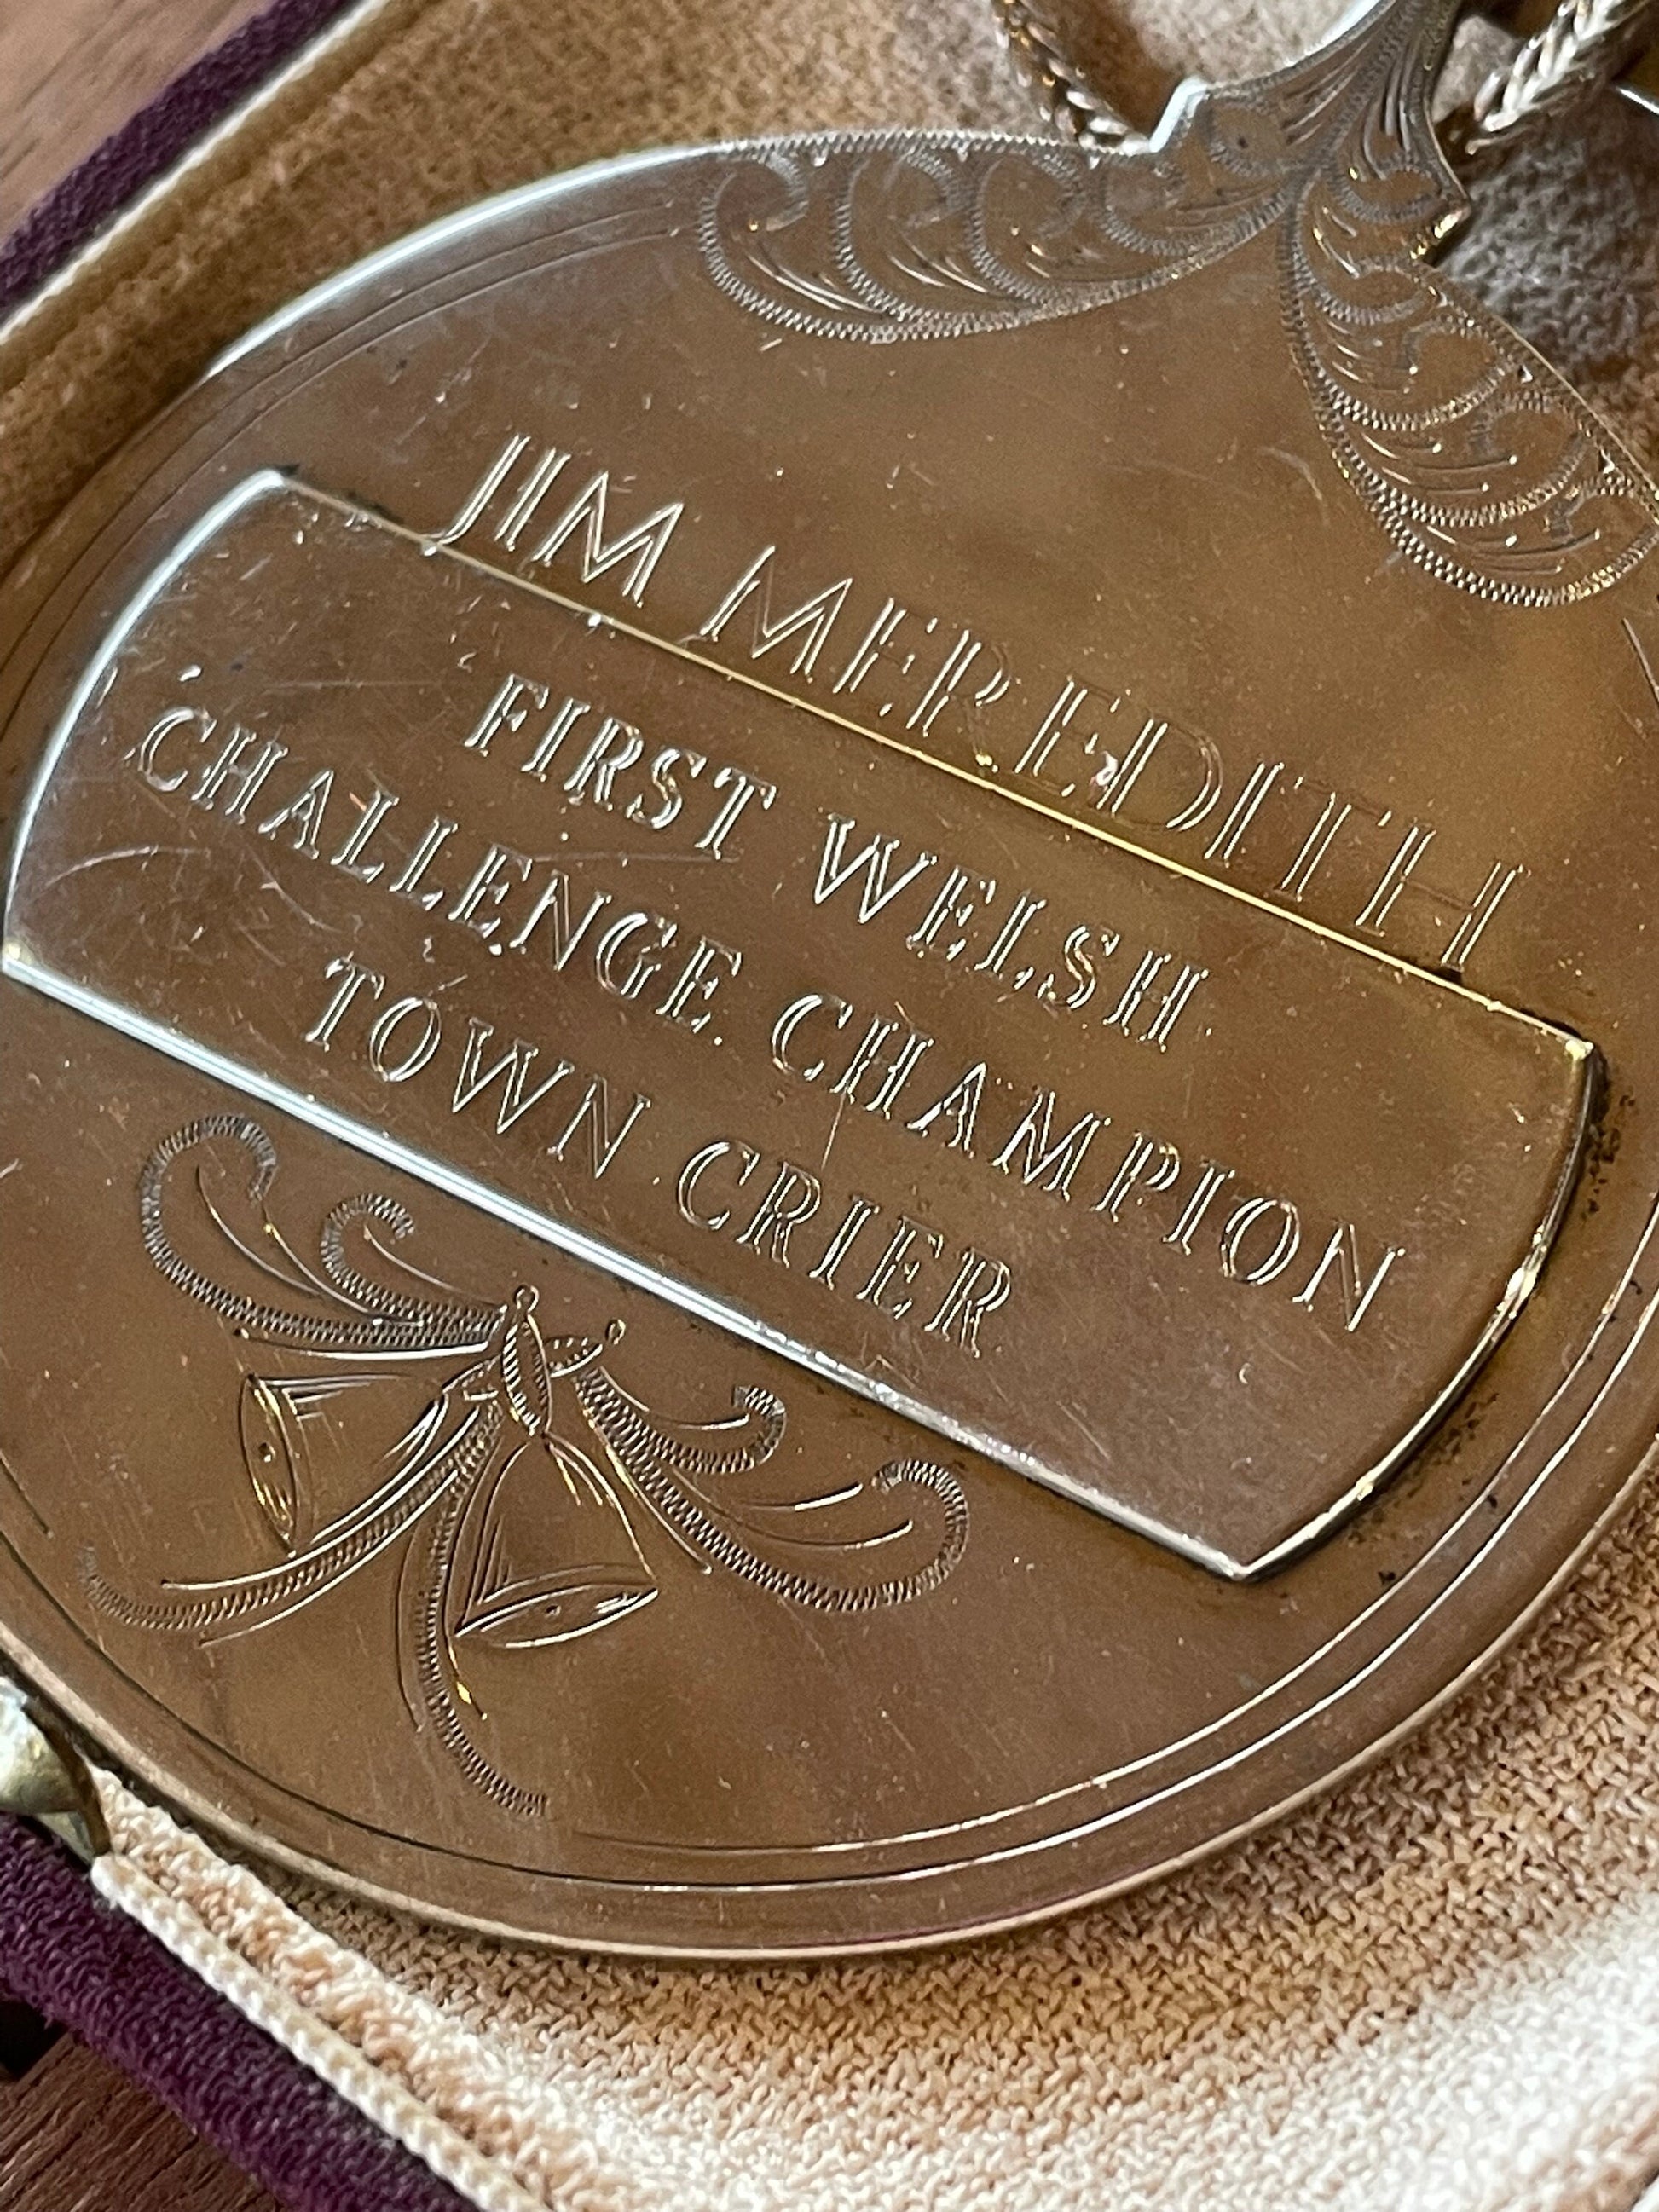 JIM MEREDITH
FIRST WELSH
CHALLENGE CHAMPION
TOWN CRIER